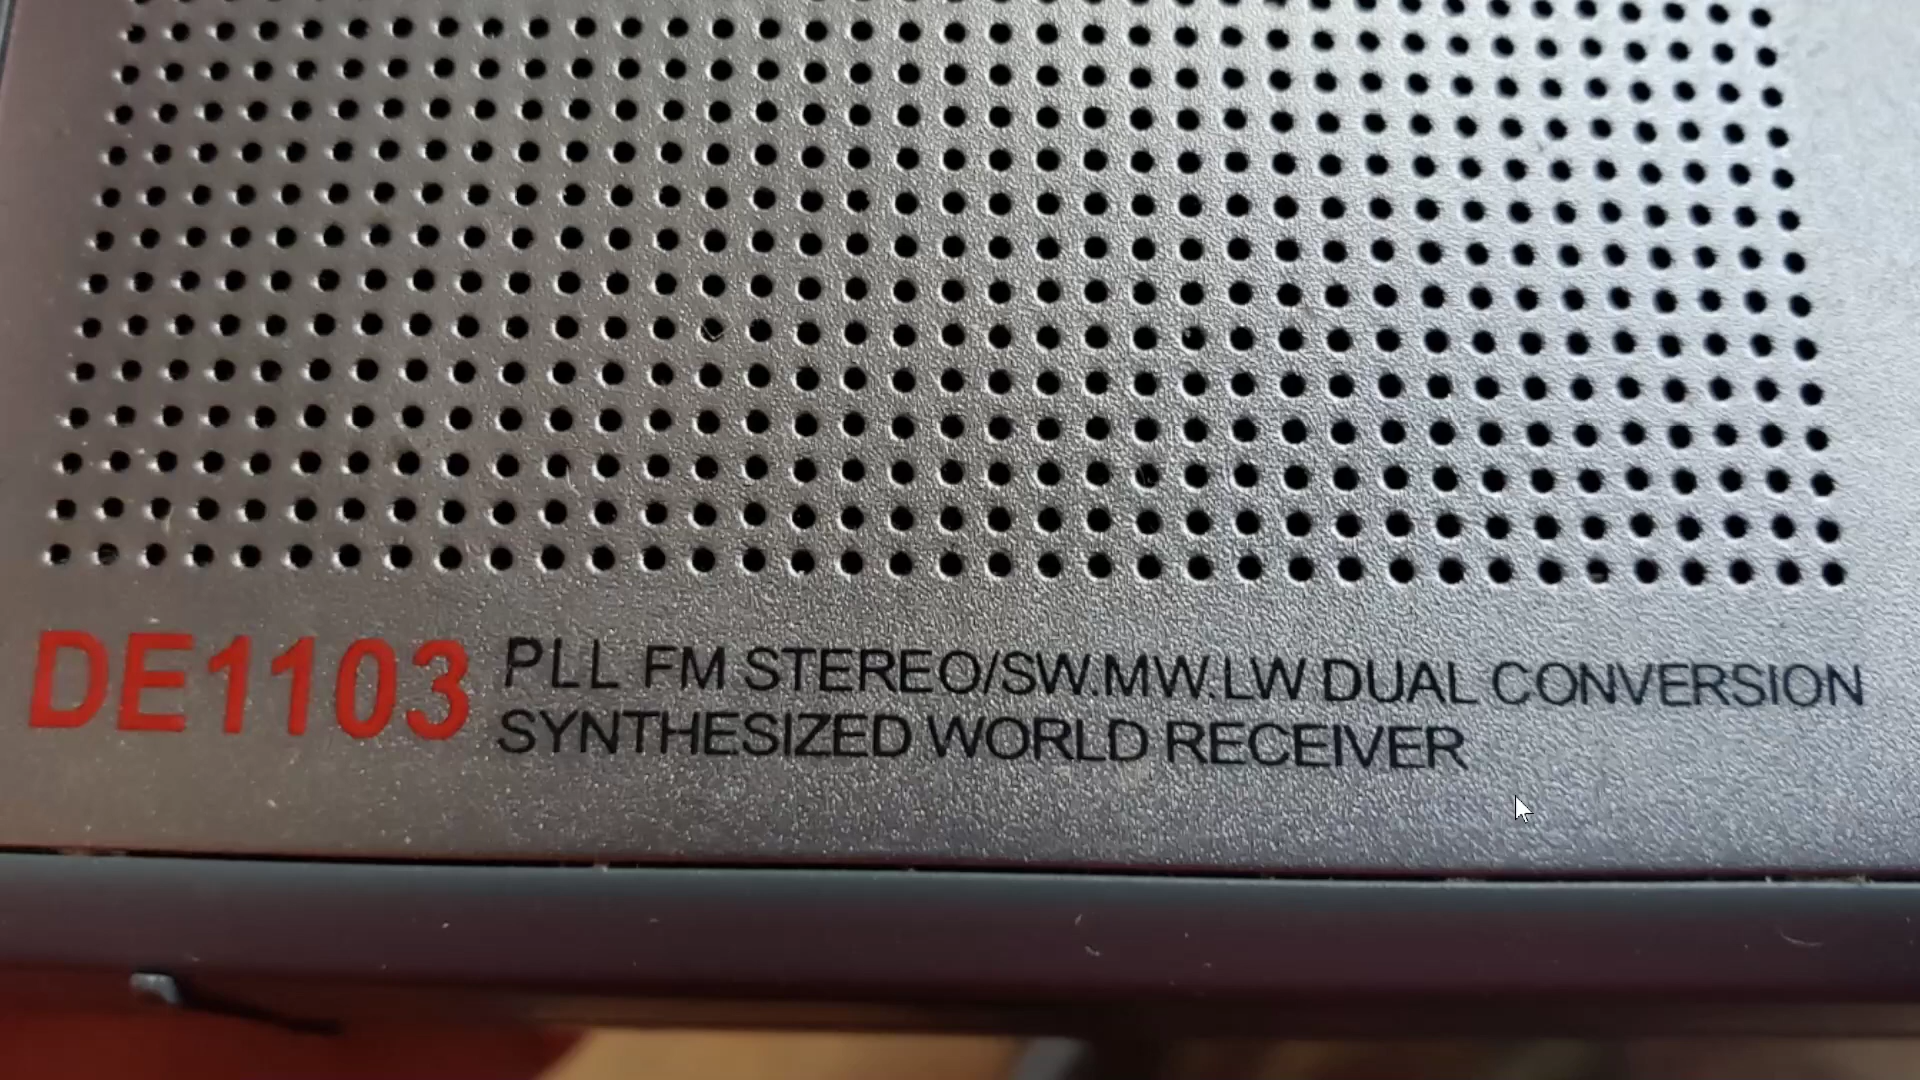 DE1103 PLL FM STEREO/SW.MW.LW DUAL CONVERSION
SYNTHESIZED WORLD RECEIVER